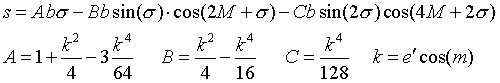 s = Abσ − Bb sin(σ) · cos(2M + σ) − Cb sin(2σ) cos(4M + 2σ)
A = 1 + k²/4 − 3 k⁴/64   B = k²/4 − k⁴/16   C = k⁴/128   k = e′ cos(m)